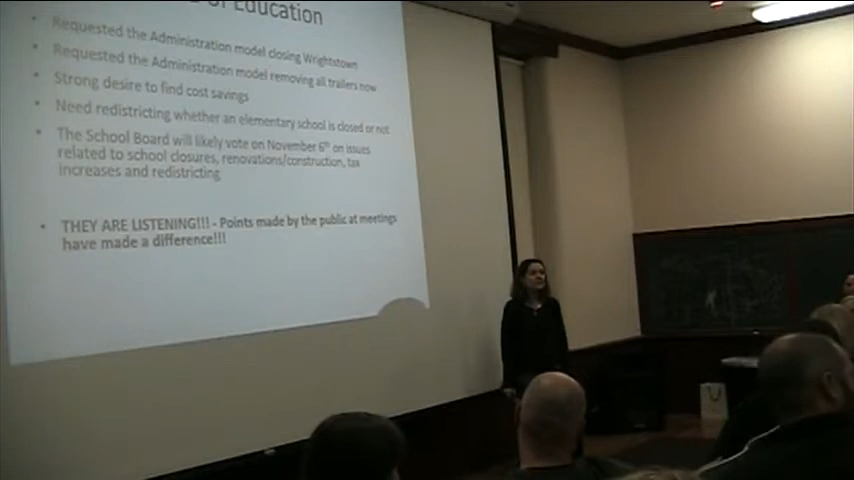 of Education
• Requested the Administration model closing Wrightstown
• Requested the Administration model removing all trailers now
• Strong desire to find cost savings
• Need redistricting whether an elementary school is closed or not
• The School Board will likely vote on November 6th on issues
related to school closures, renovations/construction, tax
increases and redistricting
• THEY ARE LISTENING!!! - Points made by the public at meetings
have made a difference!!!